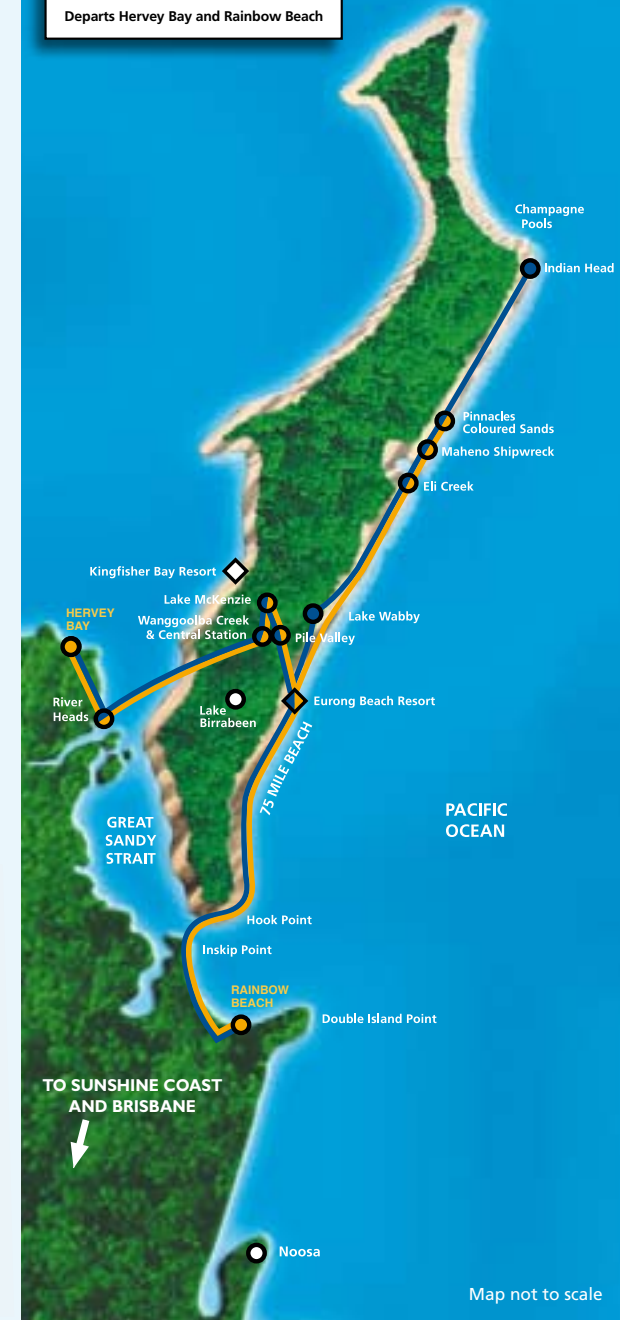 Departs Hervey Bay and Rainbow Beach
Champagne
Pools
Indian Head
Pinnacles
Coloured Sands
Maheno Shipwreck
Eli Creek
Kingfisher Bay Resort
Lake McKenzie
HERVEY
BAY
Wanggoolba Creek
& Central Station
Lake Wabby
Pile Valley
River
Heads
Lake
Birrabeen
Eurong Beach Resort
75 MILE BEACH
GREAT
SANDY
STRAIT
PACIFIC
OCEAN
Hook Point
Inskip Point
RAINBOW
BEACH
Double Island Point
TO SUNSHINE COAST
AND BRISBANE
Noosa
Map not to scale